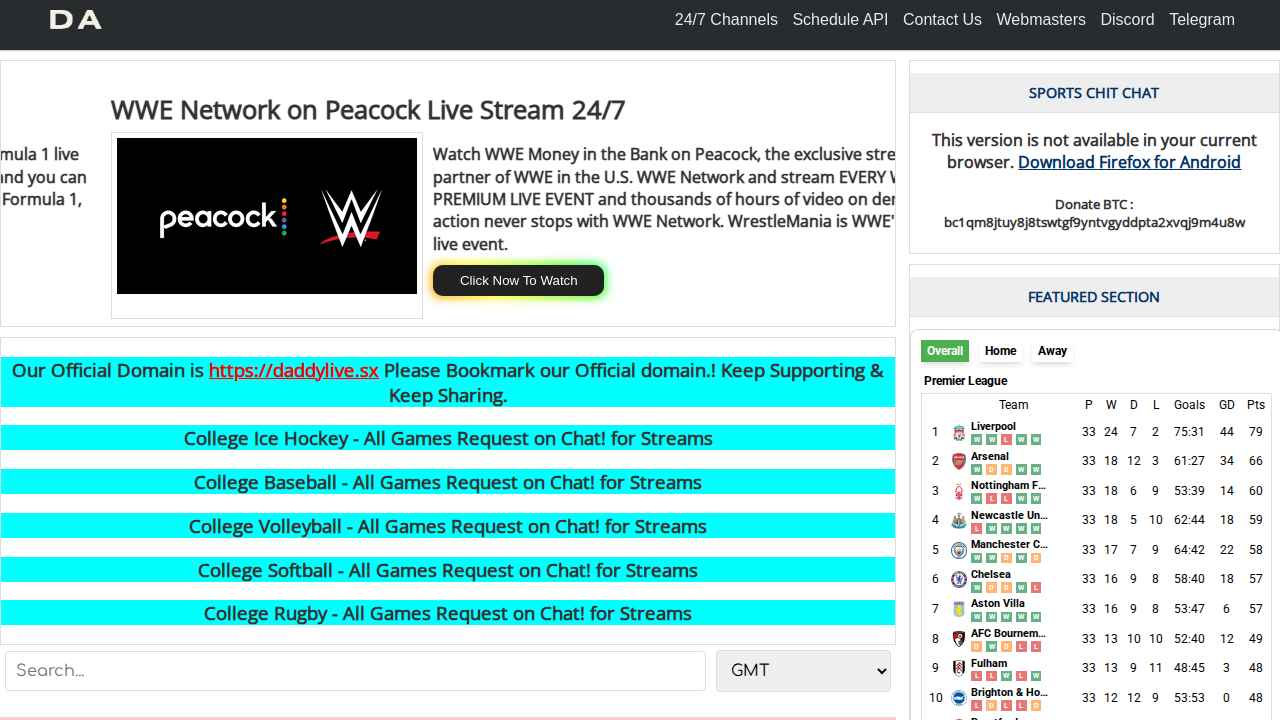 DA
24/7 Channels Schedule API Contact Us Webmasters Discord Telegram
WWE Network on Peacock Live Stream 24/7
mula 1 live
and you can
Formula 1,
peacock W
Watch WWE Money in the Bank on Peacock, the exclusive stre
partner of WWE in the U.S. WWE Network and stream EVERY W
PREMIUM LIVE EVENT and thousands of hours of video on den
action never stops with WWE Network. WrestleMania is WWE'
live event.
Click Now To Watch
Our Official Domain is https://daddylive.sx Please Bookmark our Official domain.! Keep Supporting &
Keep Sharing.
College Ice Hockey - All Games Request on Chat! for Streams
College Baseball - All Games Request on Chat! for Streams
College Volleyball - All Games Request on Chat! for Streams
College Softball - All Games Request on Chat! for Streams
College Rugby - All Games Request on Chat! for Streams
Search...
GMT
SPORTS CHIT CHAT
This version is not available in your current
browser. Download Firefox for Android
Donate BTC :
bc1qm8jtuy8j8tswtgf9yntvgyddpta2xvqj9m4u8w
FEATURED SECTION
Overall Home Away
Premier League
Team P W D L Goals GD Pts
1 Liverpool 33 24 7 2 75:31 44 79
W W L W W
2 Arsenal 33 18 12 3 61:27 34 66
W D D W W
3 Nottingham F... 33 18 6 9 53:39 14 60
W L L W W
4 Newcastle Un... 33 18 5 10 62:44 18 59
L W W W W
5 Manchester C... 33 17 7 9 64:42 22 58
W W D W D
6 Chelsea 33 16 9 8 58:40 18 57
W D D W L
7 Aston Villa 33 16 9 8 53:47 6 57
W W W W W
8 AFC Bournem... 33 13 10 10 52:40 12 49
D W D L L
9 Fulham 33 13 9 11 48:45 3 48
L L W L W
10 Brighton & Ho... 33 12 12 9 53:53 0 48
L D L L D